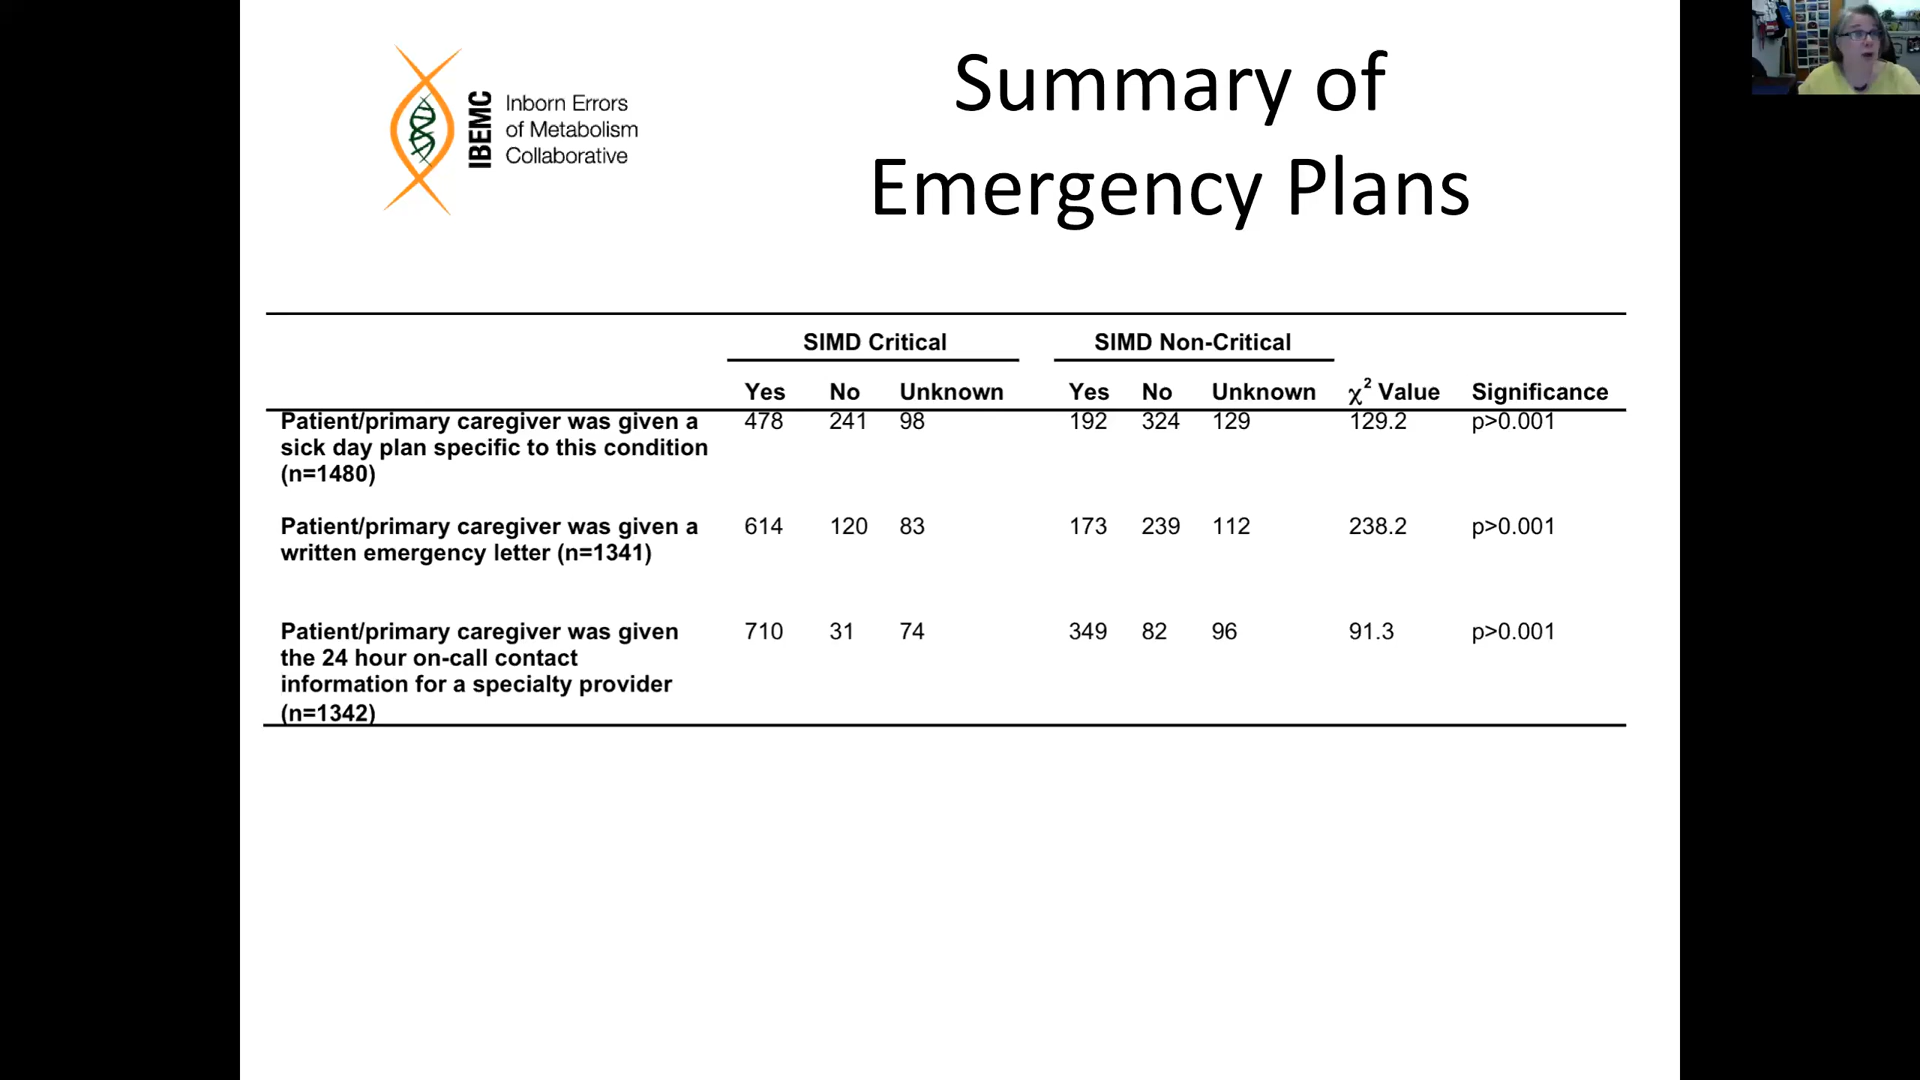 IBEMC
Inborn Errors
of Metabolism
Collaborative
Summary of
Emergency Plans
SIMD Critical SIMD Non-Critical
Yes No Unknown Yes No Unknown χ² Value Significance
Patient/primary caregiver was given a 478 241 98 192 324 129 129.2 p>0.001
sick day plan specific to this condition
(n=1480)
Patient/primary caregiver was given a 614 120 83 173 239 112 238.2 p>0.001
written emergency letter (n=1341)
Patient/primary caregiver was given 710 31 74 349 82 96 91.3 p>0.001
the 24 hour on-call contact
information for a specialty provider
(n=1342)